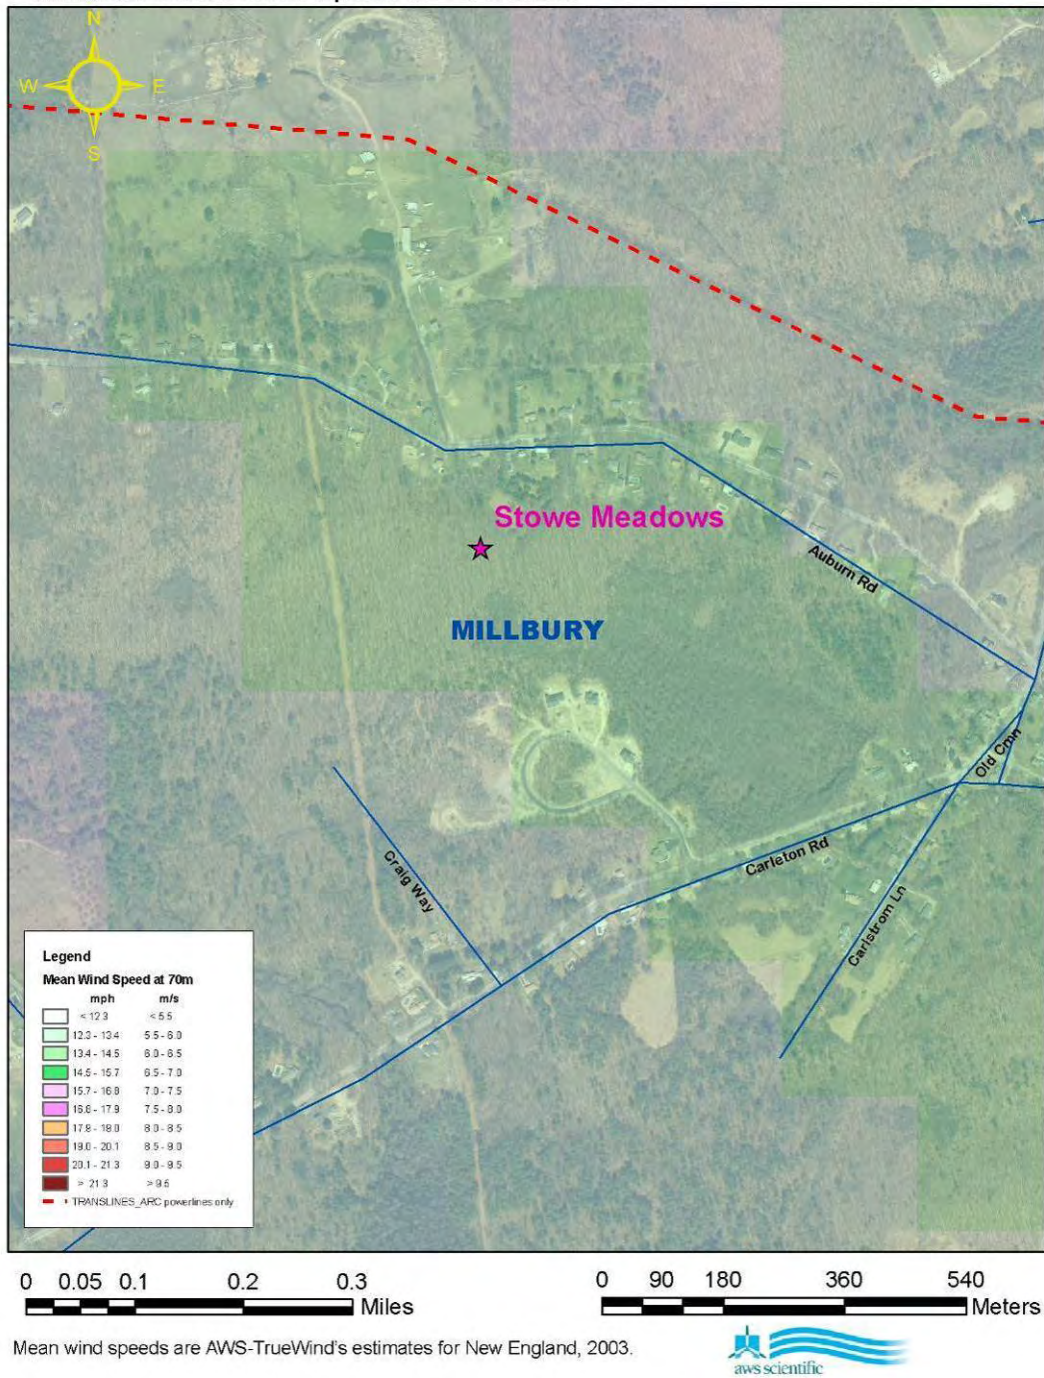 N
W E
S
Stowe Meadows
MILLBURY
Auburn Rd
Old Cmn
Carleton Rd
Craig Way
Carlstrom Ln
Legend
Mean Wind Speed at 70m
mph m/s
< 12.3 < 5.5
12.3 - 13.4 5.5 - 6.0
13.4 - 14.5 6.0 - 6.5
14.5 - 15.7 6.5 - 7.0
15.7 - 16.8 7.0 - 7.5
16.8 - 17.9 7.5 - 8.0
17.9 - 19.0 8.0 - 8.5
19.0 - 20.1 8.5 - 9.0
20.1 - 21.3 9.0 - 9.5
> 21.3 > 9.5
TRANSLINES_ARC powerlines only
0 0.05 0.1 0.2 0.3
Miles
0 90 180 360 540
Meters
Mean wind speeds are AWS-TrueWind's estimates for New England, 2003.
aws scientific